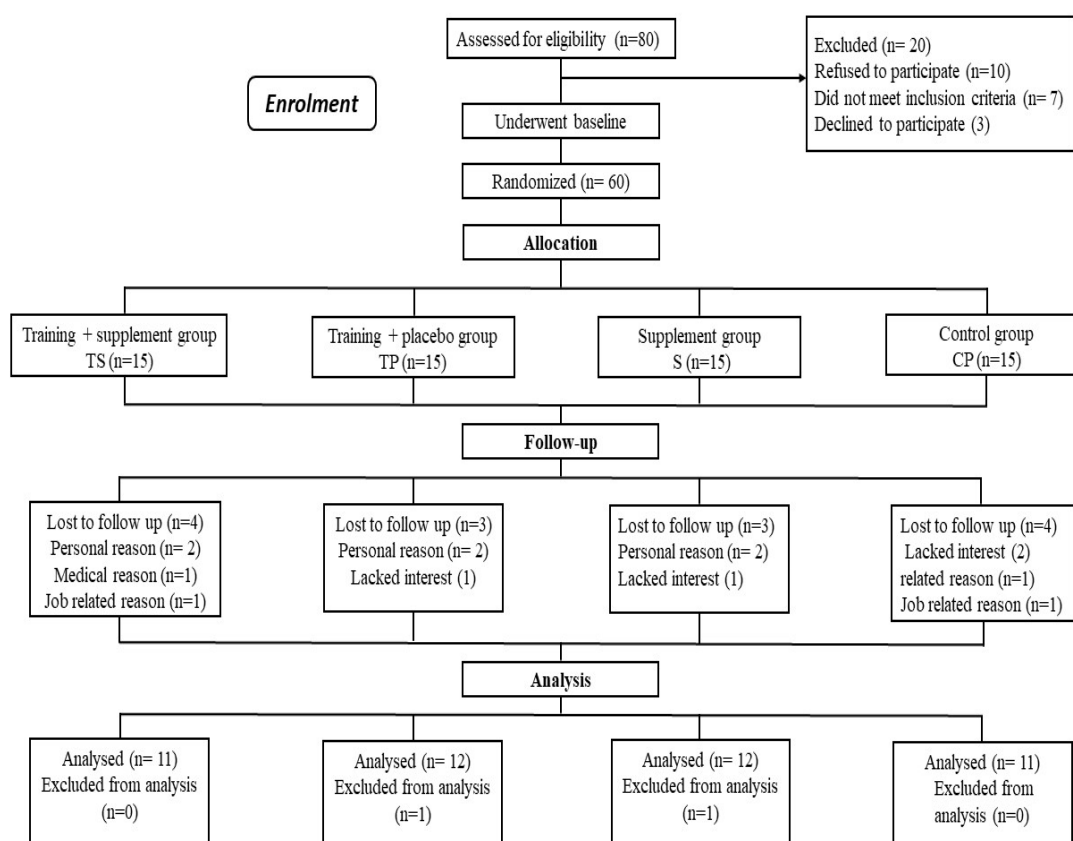 Assessed for eligibility (n=80)
Excluded (n= 20)
Refused to participate (n=10)
Did not meet inclusion criteria (n= 7)
Declined to participate (3)
Enrolment
Underwent baseline
Randomized (n= 60)
Allocation
Training + supplement group
TS (n=15)
Training + placebo group
TP (n=15)
Supplement group
S (n=15)
Control group
CP (n=15)
Follow-up
Lost to follow up (n=4)
Personal reason (n= 2)
Medical reason (n=1)
Job related reason (n=1)
Lost to follow up (n=3)
Personal reason (n= 2)
Lacked interest (1)
Lost to follow up (n=3)
Personal reason (n= 2)
Lacked interest (1)
Lost to follow up (n=4)
Lacked interest (2)
related reason (n=1)
Job related reason (n=1)
Analysis
Analysed (n= 11)
Excluded from analysis
(n=0)
Analysed (n= 12)
Excluded from analysis
(n=1)
Analysed (n= 12)
Excluded from analysis
(n=1)
Analysed (n= 11)
Excluded from
analysis (n=0)